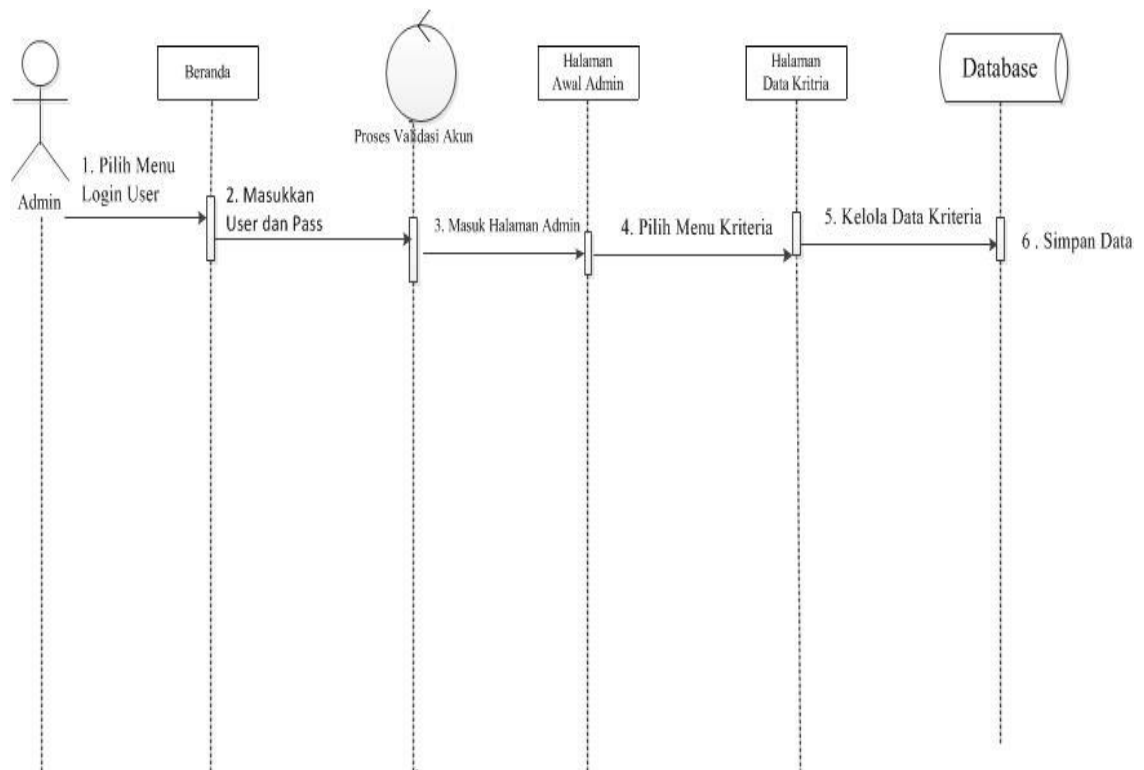 Beranda
Halaman
Awal Admin
Halaman
Data Kritria
Database
Proses Validasi Akun
Admin
1. Pilih Menu
Login User
2. Masukkan
User dan Pass
3. Masuk Halaman Admin
4. Pilih Menu Kriteria
5. Kelola Data Kriteria
6 . Simpan Data